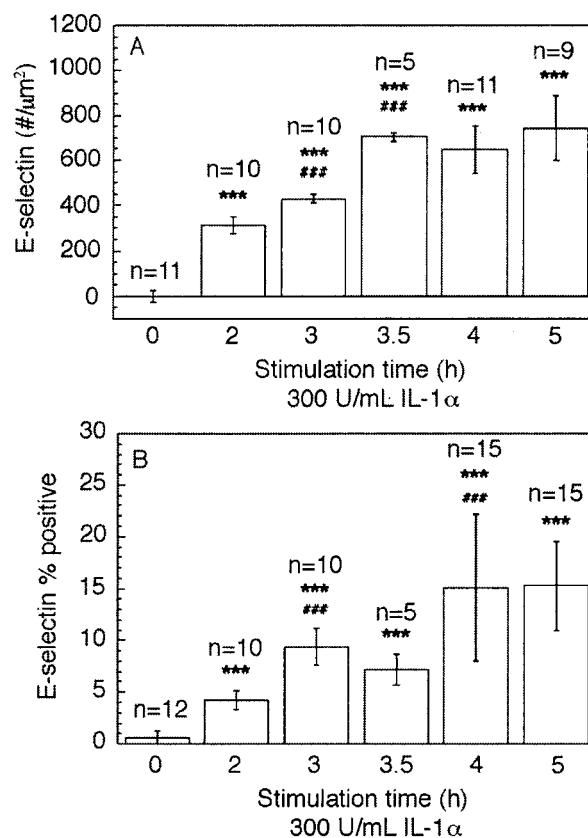 A
E-selectin (#/µm²)
1200
1000
800
600
400
200
0
n=11
n=10
***
n=10
***
###
n=5
***
###
n=11
***
n=9
***
0 2 3 3.5 4 5
Stimulation time (h)
300 U/mL IL-1α
B
E-selectin % positive
30
25
20
15
10
5
0
n=12
n=10
***
n=10
***
###
n=5
***
n=15
***
###
n=15
***
0 2 3 3.5 4 5
Stimulation time (h)
300 U/mL IL-1α